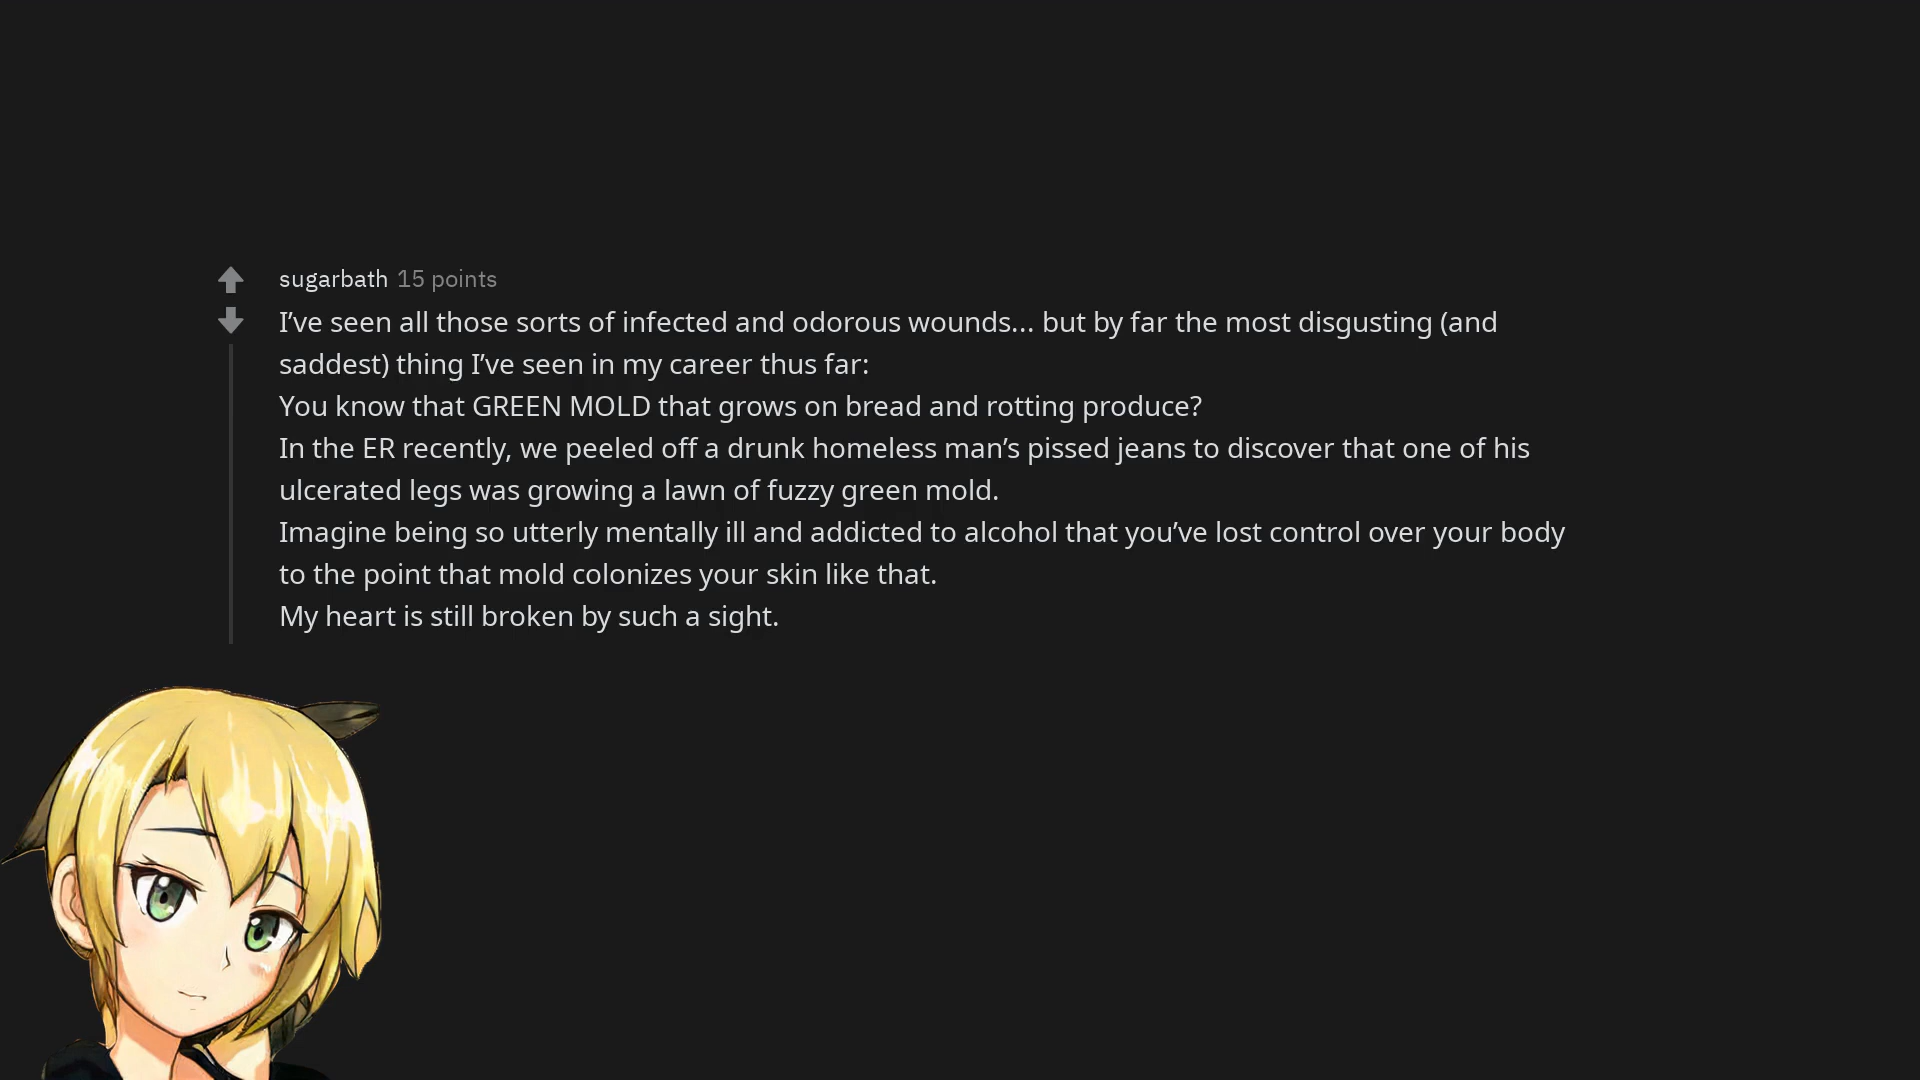 sugarbath 15 points
I’ve seen all those sorts of infected and odorous wounds... but by far the most disgusting (and
saddest) thing I’ve seen in my career thus far:
You know that GREEN MOLD that grows on bread and rotting produce?
In the ER recently, we peeled off a drunk homeless man’s pissed jeans to discover that one of his
ulcerated legs was growing a lawn of fuzzy green mold.
Imagine being so utterly mentally ill and addicted to alcohol that you’ve lost control over your body
to the point that mold colonizes your skin like that.
My heart is still broken by such a sight.